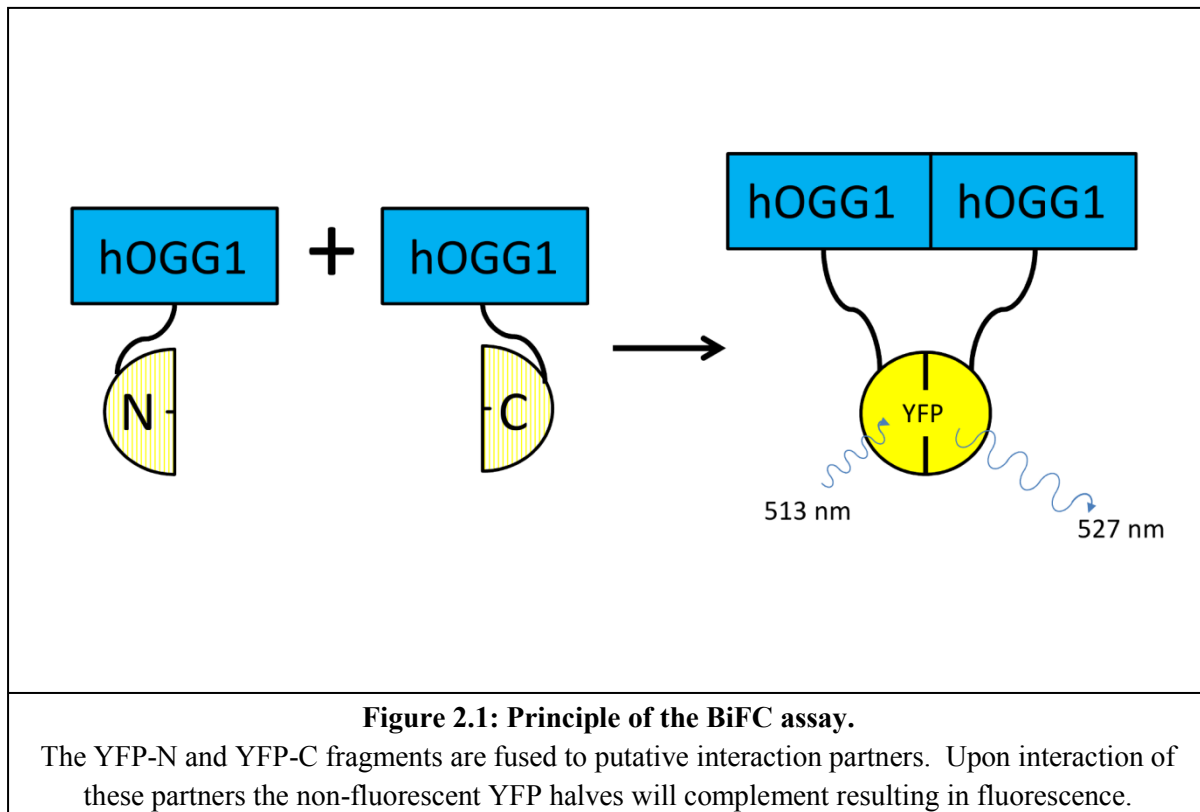 hOGG1
+
hOGG1
hOGG1
hOGG1
N
C
YFP
513 nm
527 nm
Figure 2.1: Principle of the BiFC assay.
The YFP-N and YFP-C fragments are fused to putative interaction partners.  Upon interaction of
these partners the non-fluorescent YFP halves will complement resulting in fluorescence.